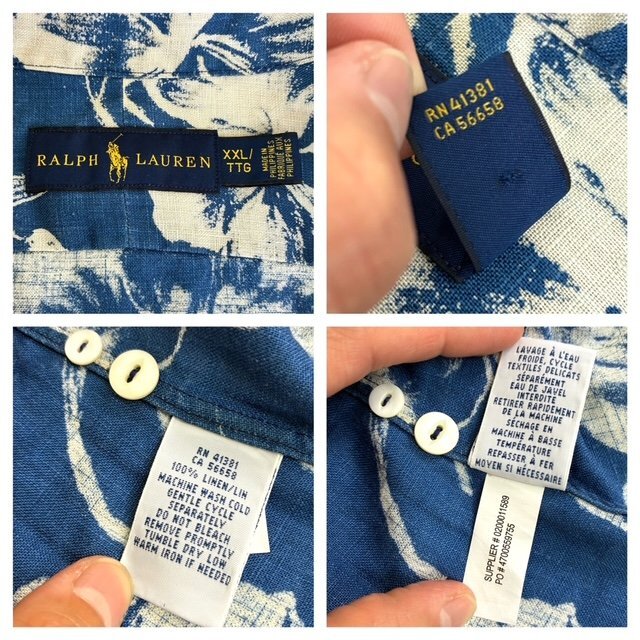 RALPH LAUREN
XXL/
TTG
MADE IN
PHILIPPINES
FABRIQUÉ AUX
PHILIPPINES
RN 41381
CA 56658
RN 41381
CA 56658
100% LINEN/LIN
MACHINE WASH COLD
GENTLE CYCLE
SEPARATELY
DO NOT BLEACH
REMOVE PROMPTLY
TUMBLE DRY LOW
WARM IRON IF NEEDED
LAVAGE À L'EAU
FROIDE, CYCLE
TEXTILES DÉLICATS
SÉPARÉMENT
EAU DE JAVEL
INTERDITE
RETIRER RAPIDEMENT
DE LA MACHINE
SÉCHAGE EN
MACHINE À BASSE
TEMPÉRATURE
REPASSER À FER
MOYEN SI NÉCESSAIRE
SUPPLIER # 0200011589
PO # 4700559755